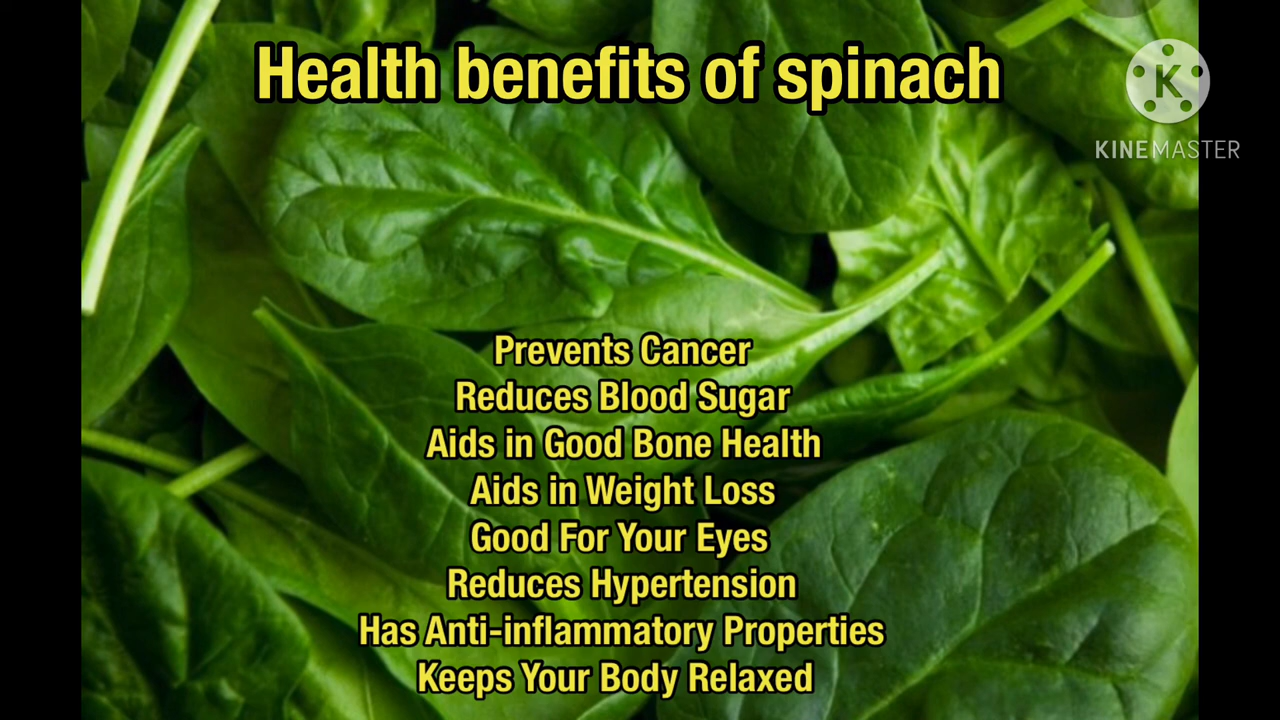 Health benefits of spinach
K
KINEMASTER
Prevents Cancer
Reduces Blood Sugar
Aids in Good Bone Health
Aids in Weight Loss
Good For Your Eyes
Reduces Hypertension
Has Anti-inflammatory Properties
Keeps Your Body Relaxed